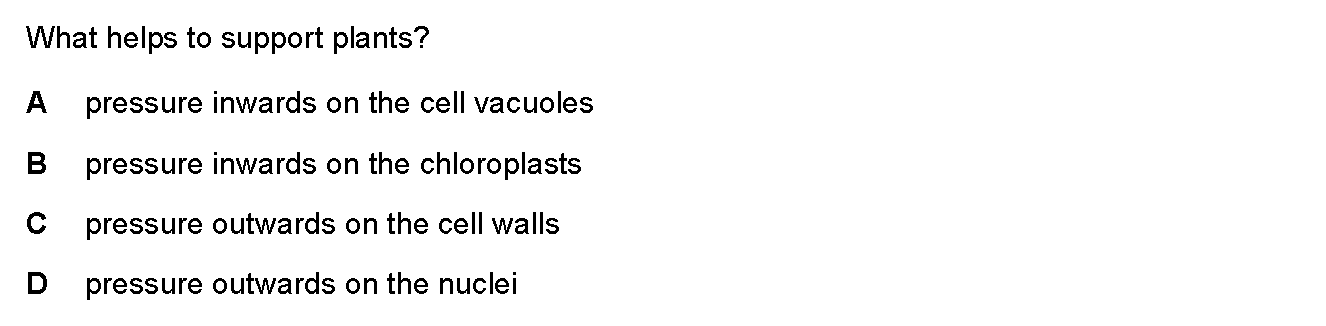 What helps to support plants?
A pressure inwards on the cell vacuoles
B pressure inwards on the chloroplasts
C pressure outwards on the cell walls
D pressure outwards on the nuclei